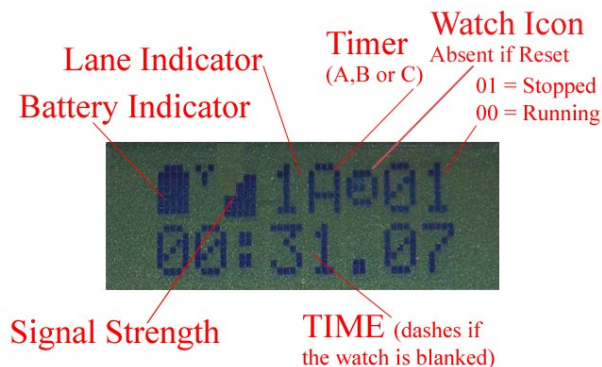 Watch Icon
Timer
Absent if Reset
Lane Indicator
(A,B or C)
01 = Stopped
Battery Indicator
00 = Running
1A 01
00:31.07
Signal Strength
TIME (dashes if
the watch is blanked)